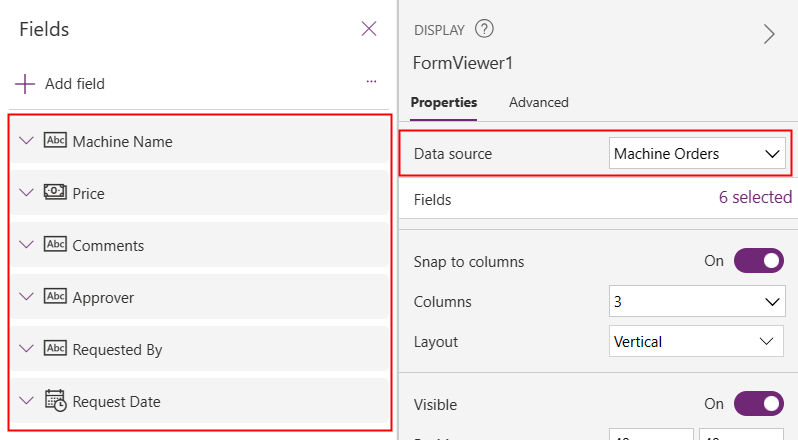 Fields
Add field
...
Abc Machine Name
Price
Abc Comments
Abc Approver
Abc Requested By
Request Date
DISPLAY ?
FormViewer1
Properties Advanced
Data source Machine Orders
Fields 6 selected
Snap to columns On
Columns 3
Layout Vertical
Visible On